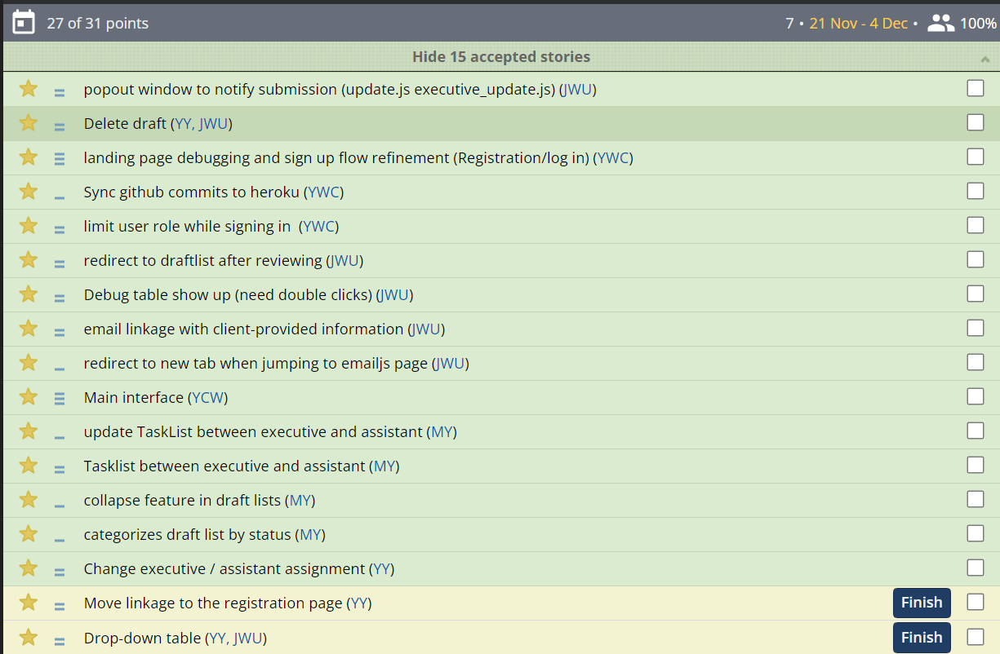 27 of 31 points 7 • 21 Nov - 4 Dec • 100%
Hide 15 accepted stories
popout window to notify submission (update.js executive_update.js) (JWU)
Delete draft (YY, JWU)
landing page debugging and sign up flow refinement (Registration/log in) (YWC)
Sync github commits to heroku (YWC)
limit user role while signing in (YWC)
redirect to draftlist after reviewing (JWU)
Debug table show up (need double clicks) (JWU)
email linkage with client-provided information (JWU)
redirect to new tab when jumping to emailjs page (JWU)
Main interface (YCW)
update TaskList between executive and assistant (MY)
Tasklist between executive and assistant (MY)
collapse feature in draft lists (MY)
categorizes draft list by status (MY)
Change executive / assistant assignment (YY)
Move linkage to the registration page (YY) Finish
Drop-down table (YY, JWU) Finish